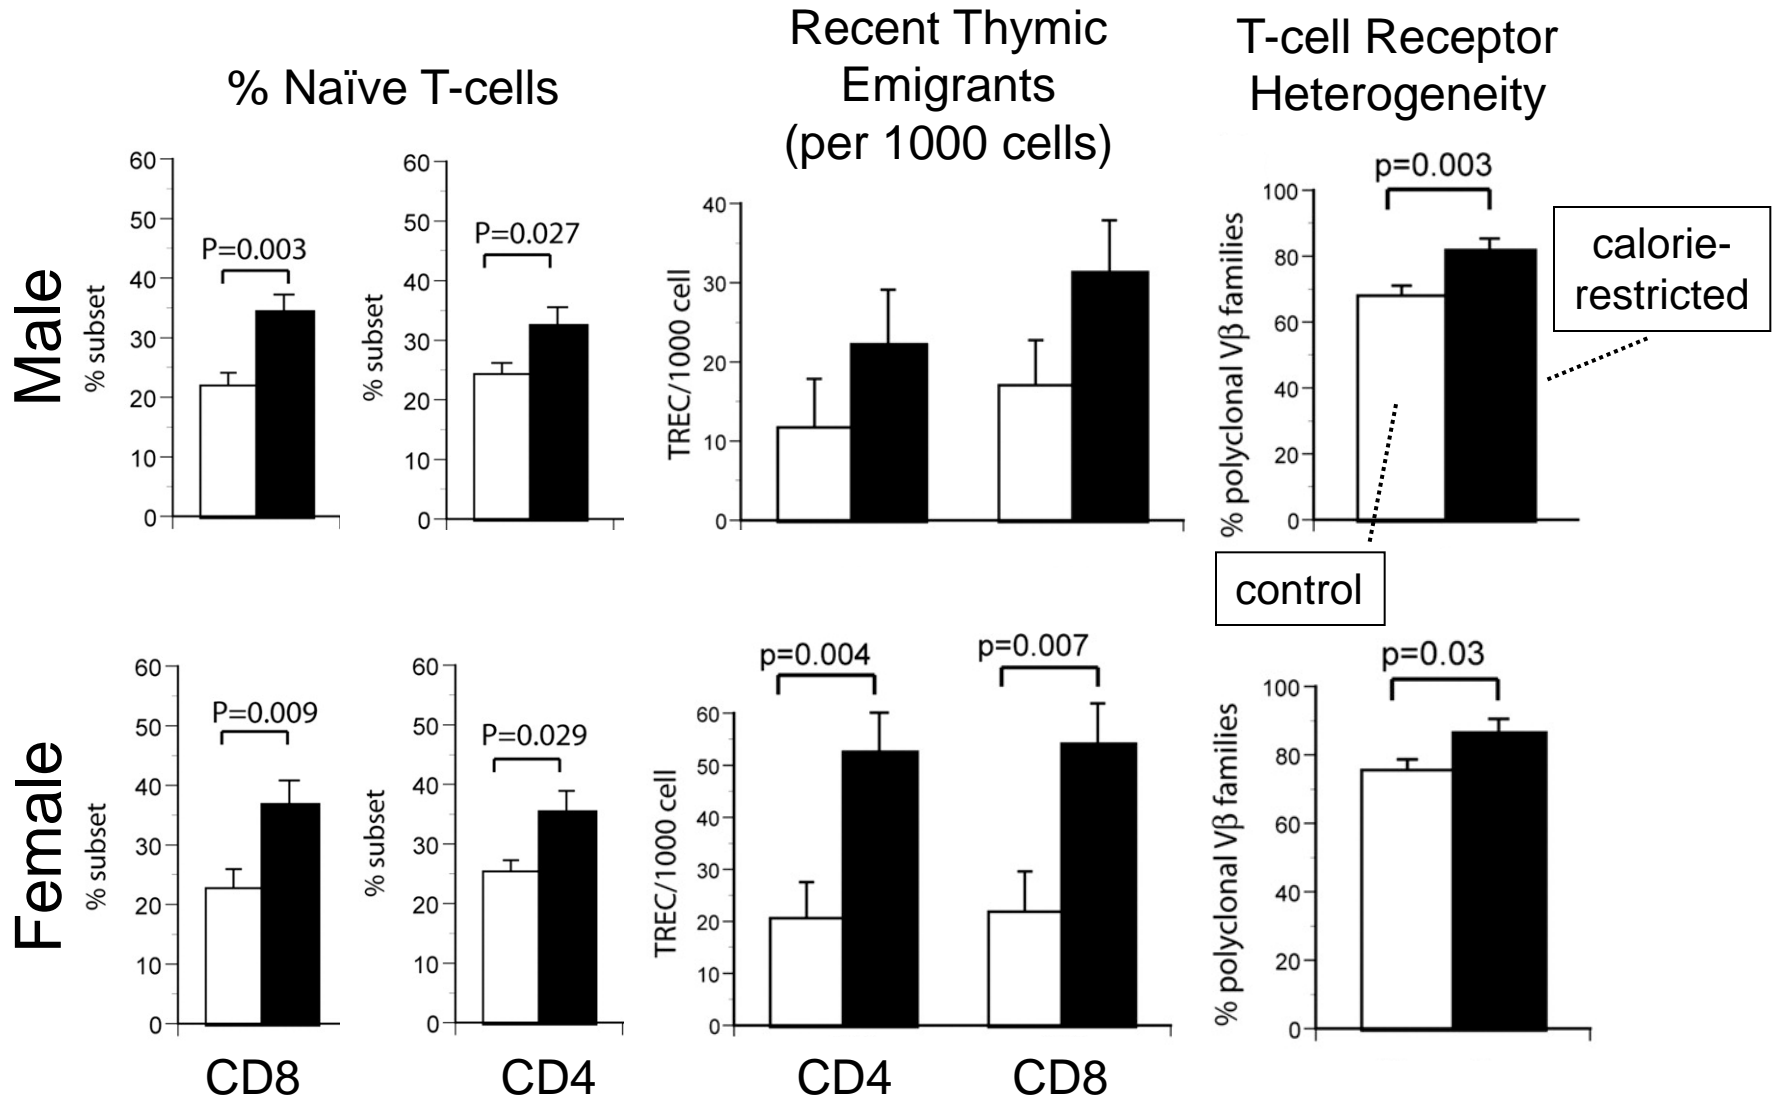 Recent Thymic
Emigrants
(per 1000 cells)
T-cell Receptor
Heterogeneity
% Naïve T-cells
Male
% subset
60
50
40
30
20
10
0
P=0.003
% subset
60
50
40
30
20
10
0
P=0.027
TREC/1000 cell
40
30
20
10
0
% polyclonal Vβ families
100
80
60
40
20
0
p=0.003
calorie-
restricted
control
Female
% subset
60
50
40
30
20
10
0
P=0.009
% subset
60
50
40
30
20
10
0
P=0.029
TREC/1000 cell
60
50
40
30
20
10
0
p=0.004
p=0.007
% polyclonal Vβ families
100
80
60
40
20
0
p=0.03
CD8
CD4
CD4
CD8